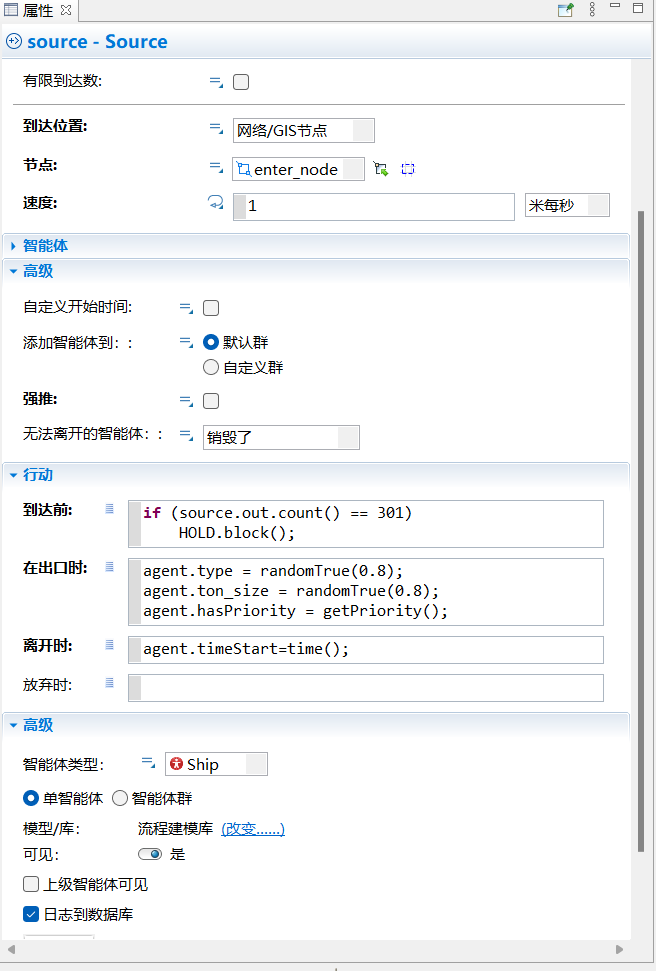 属性
source - Source
有限到达数:
到达位置: 网络/GIS节点
节点: enter_node
速度: 1 米每秒
智能体
高级
自定义开始时间:
添加智能体到: : 默认群
自定义群
强推:
无法离开的智能体: : 销毁了
行动
到达前: if (source.out.count() == 301)
HOLD.block();
在出口时: agent.type = randomTrue(0.8);
agent.ton_size = randomTrue(0.8);
agent.hasPriority = getPriority();
离开时: agent.timeStart=time();
放弃时:
高级
智能体类型: Ship
单智能体 智能体群
模型/库: 流程建模库 (改变......)
可见: 是
上级智能体可见
日志到数据库